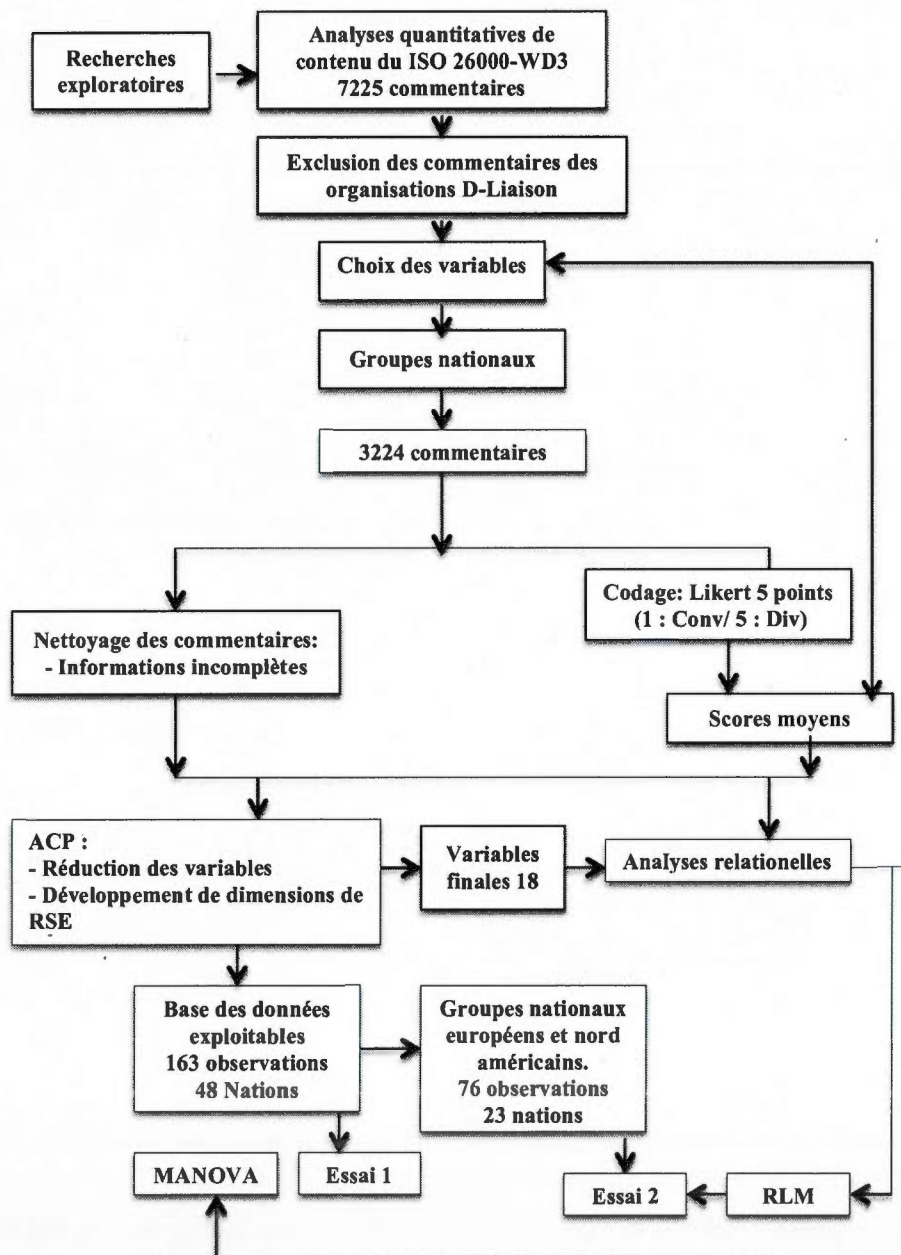 Recherches
exploratoires
Analyses quantitatives de
contenu du ISO 26000-WD3
7225 commentaires
Exclusion des commentaires des
organisations D-Liaison
Choix des variables
Groupes nationaux
3224 commentaires
Codage: Likert 5 points
(1 : Conv/ 5 : Div)
Nettoyage des commentaires:
- Informations incomplètes
Scores moyens
ACP :
- Réduction des variables
- Développement de dimensions de
RSE
Variables
finales 18
Analyses relationelles
Base des données
exploitables
163 observations
48 Nations
Groupes nationaux
européens et nord
américains.
76 observations
23 nations
MANOVA
Essai 1
Essai 2
RLM